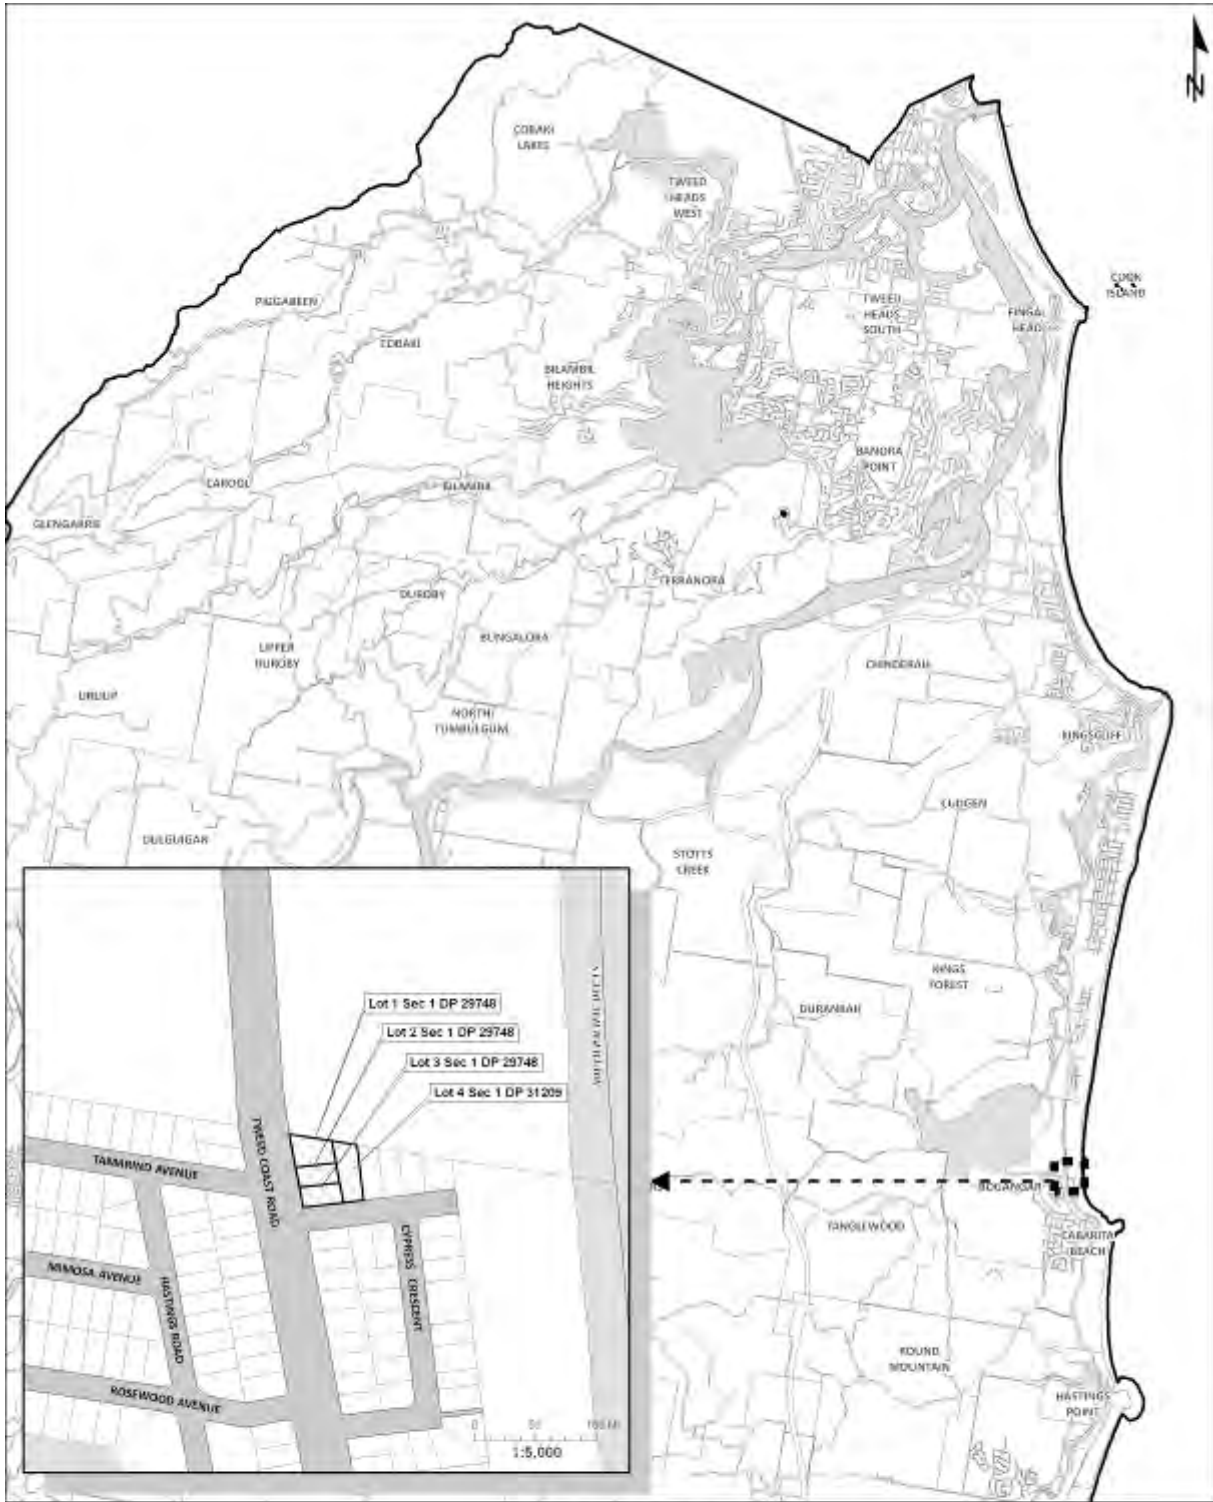 N
COBAKI
LAKES
TWEED
HEADS
WEST
COOK
ISLAND
PIGGABEEN
TWEED
HEADS
SOUTH
FINGAL
HEAD
COBAKI
BILAMBIL
HEIGHTS
BANORA
POINT
CAROOL
BILAMBIL
GLENGARRIE
TERRANORA
DUROBY
BUNGALORA
UPPER
DUROBY
CHINDERAH
URLIUP
NORTH
TUMBULGUM
KINGSCLIFF
CUDGEN
DULGUIGAN
STOTTS
CREEK
KINGS
FOREST
DURANBAH
BOGANGAR
TANGLEWOOD
CABARITA
BEACH
ROUND
MOUNTAIN
HASTINGS
POINT
Lot 1 Sec 1 DP 29748
Lot 2 Sec 1 DP 29748
Lot 3 Sec 1 DP 29748
Lot 4 Sec 1 DP 31209
SOUTH PACIFIC OCEAN
TAMARIND AVENUE
TWEED COAST ROAD
MIMOSA AVENUE
HASTINGS ROAD
CYPRESS CRESCENT
ROSEWOOD AVENUE
0 50 100 M
1:5,000